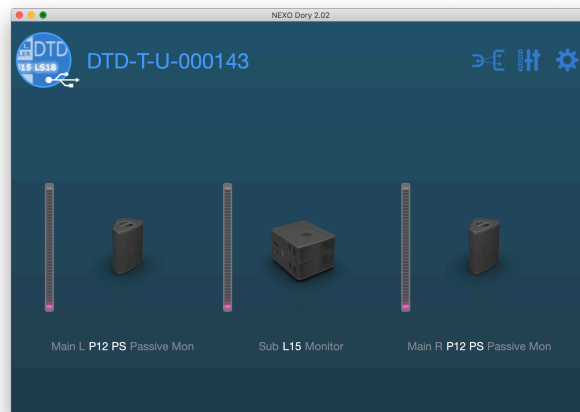 NEXO Dory 2.02
DTD
15 LS18
DTD-T-U-000143
Main L P12 PS Passive Mon
Sub L15 Monitor
Main R P12 PS Passive Mon